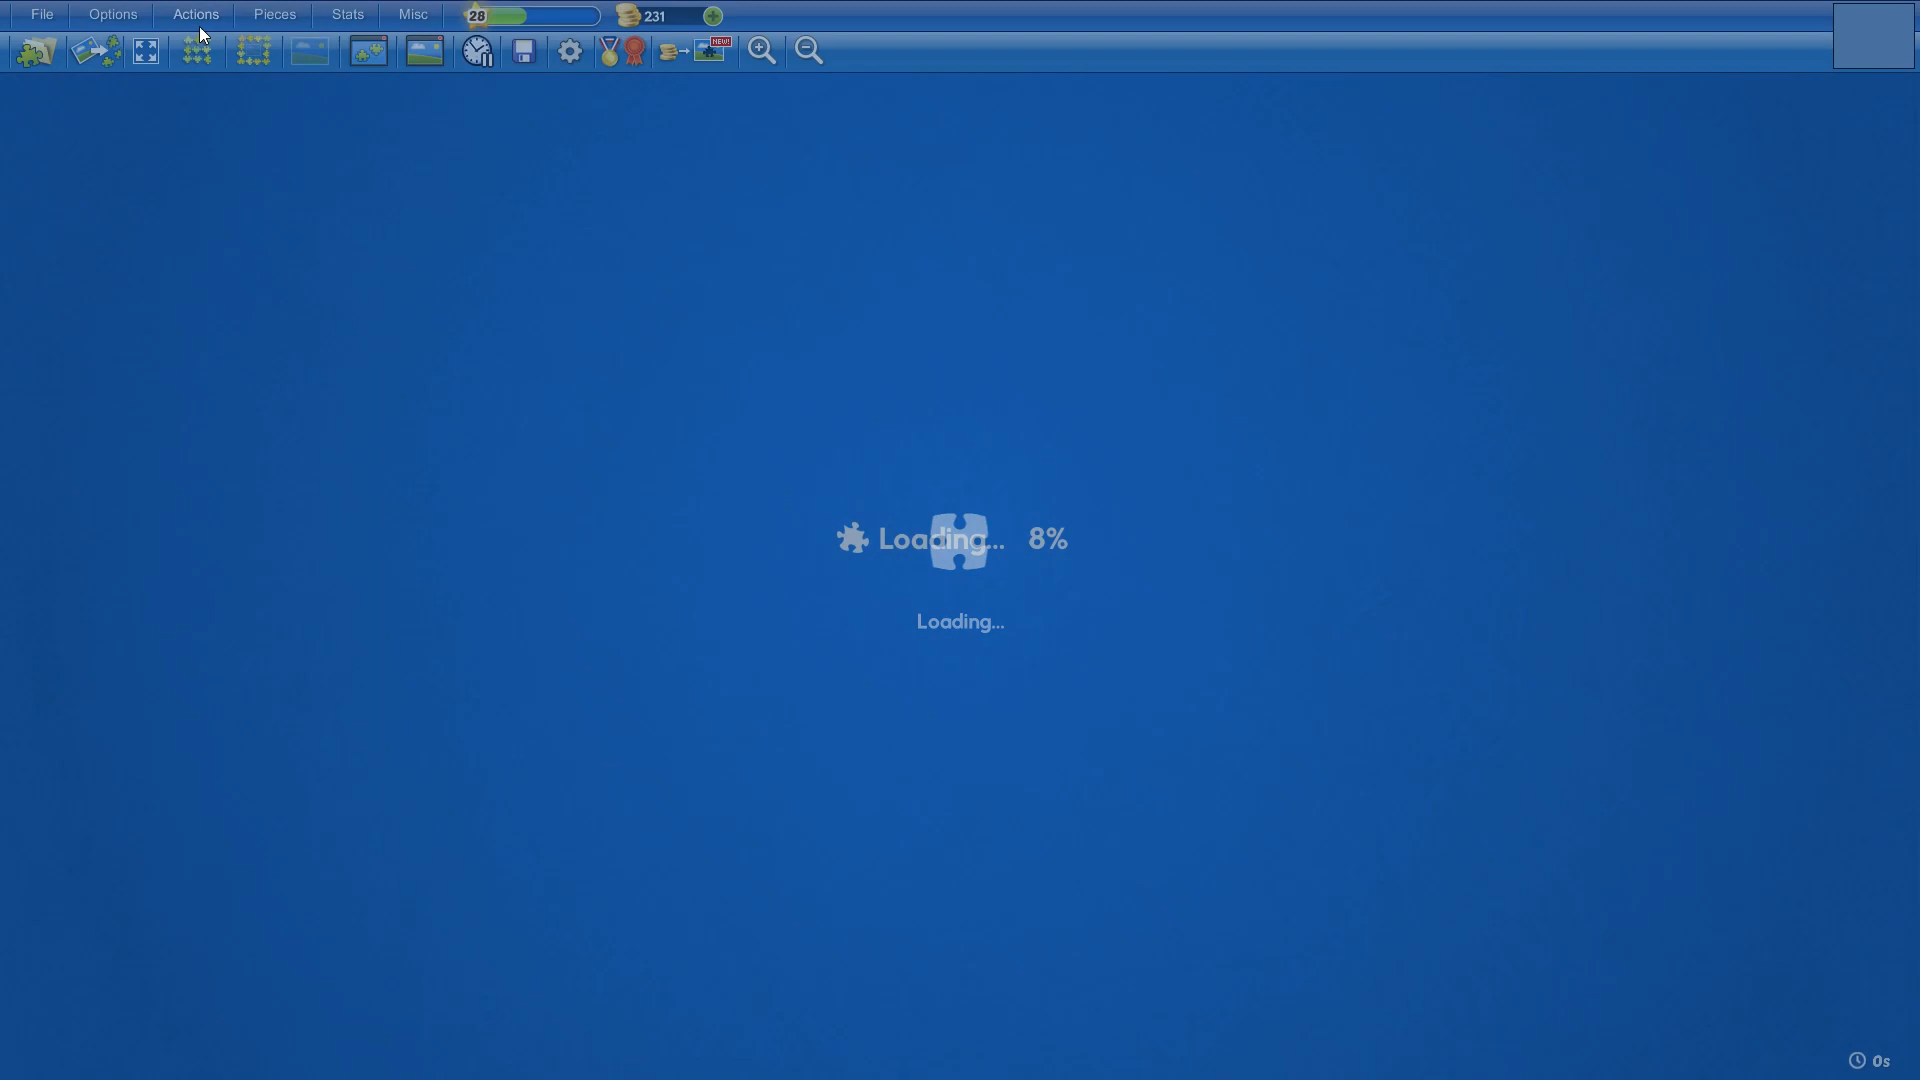 File Options Actions Pieces Stats Misc 28 231
NEW!
Loading... 8%
Loading...
0s